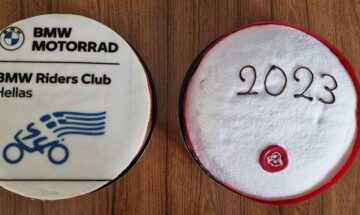 BMW
MOTORRAD
BMW Riders Club
Hellas
2023